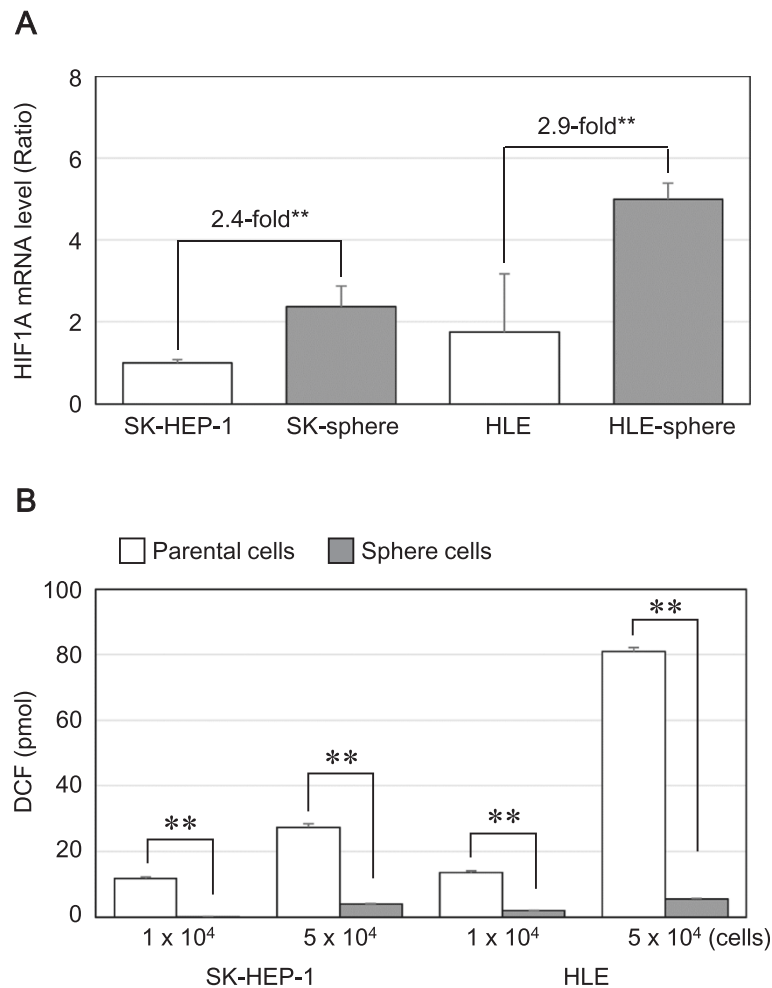 A
HIF1A mRNA level (Ratio)
8
6
4
2
0
2.4-fold**
2.9-fold**
SK-HEP-1 SK-sphere HLE HLE-sphere
B
Parental cells Sphere cells
DCF (pmol)
100
80
60
40
20
0
** ** ** **
1 x 10⁴ 5 x 10⁴ 1 x 10⁴ 5 x 10⁴ (cells)
SK-HEP-1 HLE